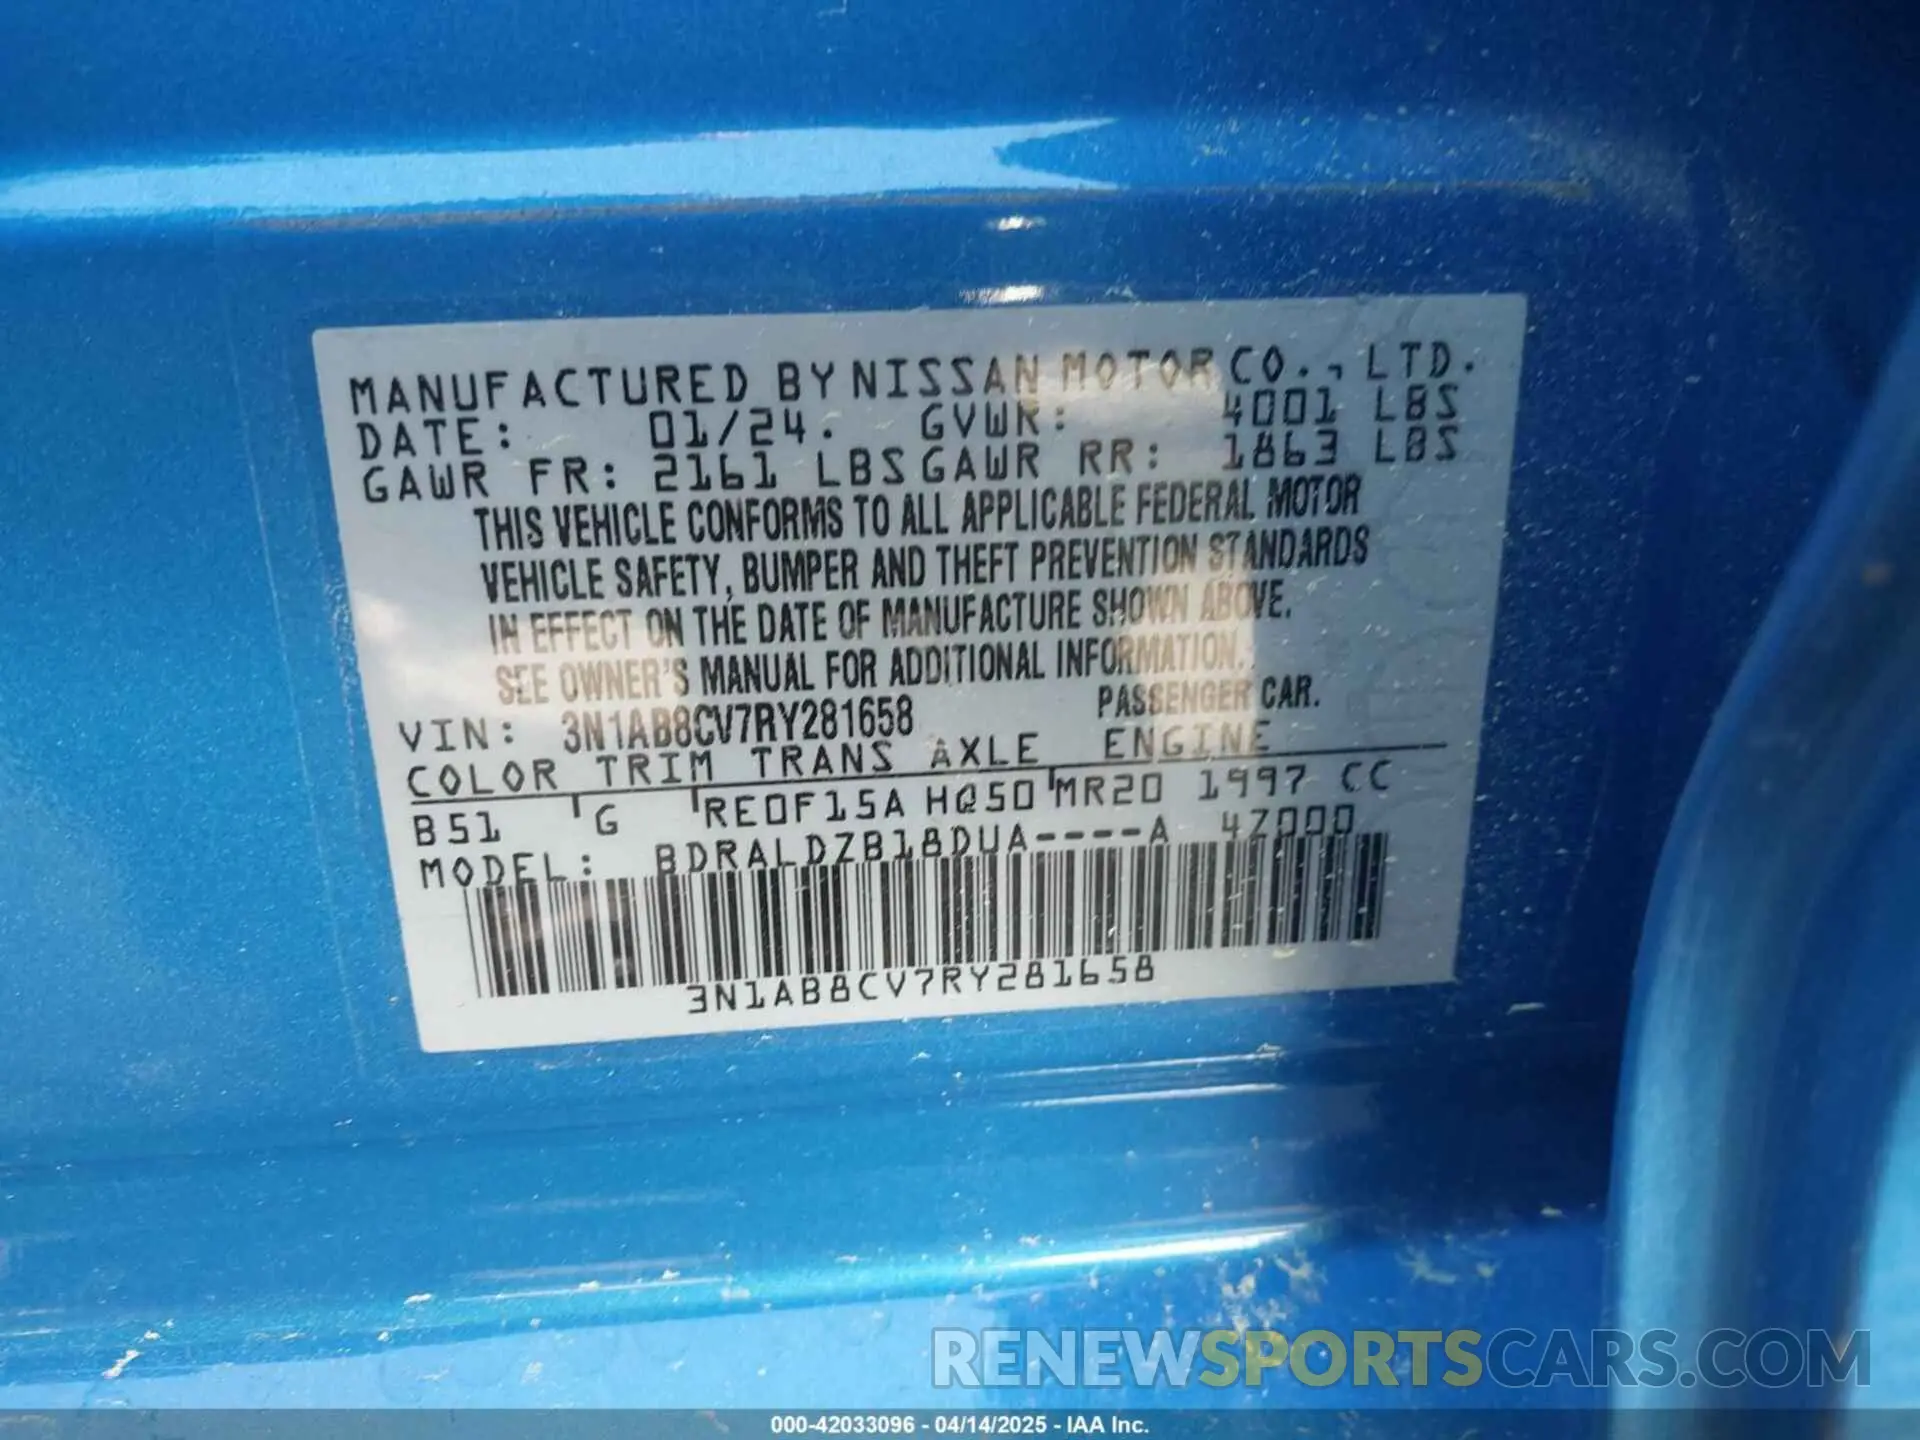 MANUFACTURED BY NISSAN MOTOR CO., LTD.
DATE: 01/24. GVWR: 4001 LBS
GAWR FR: 2161 LBS GAWR RR: 1863 LBS
THIS VEHICLE CONFORMS TO ALL APPLICABLE FEDERAL MOTOR
VEHICLE SAFETY, BUMPER AND THEFT PREVENTION STANDARDS
IN EFFECT ON THE DATE OF MANUFACTURE SHOWN ABOVE.
SEE OWNER'S MANUAL FOR ADDITIONAL INFORMATION.
VIN: 3N1AB8CV7RY281658 PASSENGER CAR.
COLOR TRIM TRANS AXLE ENGINE
B51 G RE0F15A HQ50 MR20 1997 CC
MODEL: BDRALDZB18DUA----A 4Z000
3N1AB8CV7RY281658
RENEWSPORTSCARS.COM
000-42033096 - 04/14/2025 - IAA Inc.